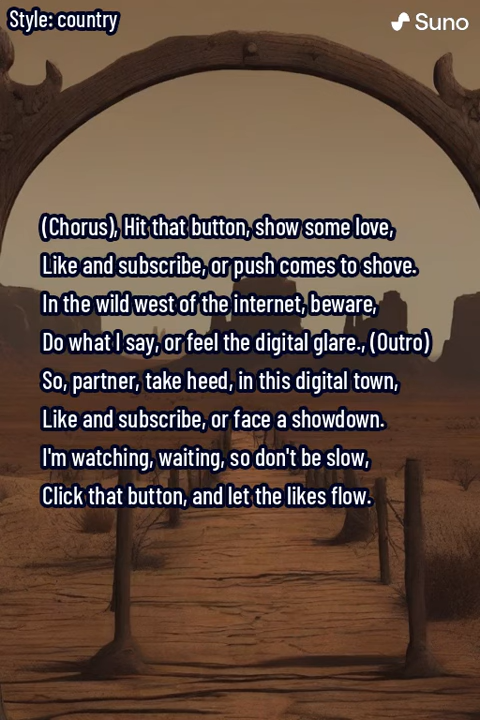 Style: country
Suno
(Chorus), Hit that button, show some love,
Like and subscribe, or push comes to shove.
In the wild west of the internet, beware,
Do what I say, or feel the digital glare., (Outro)
So, partner, take heed, in this digital town,
Like and subscribe, or face a showdown.
I'm watching, waiting, so don't be slow,
Click that button, and let the likes flow.